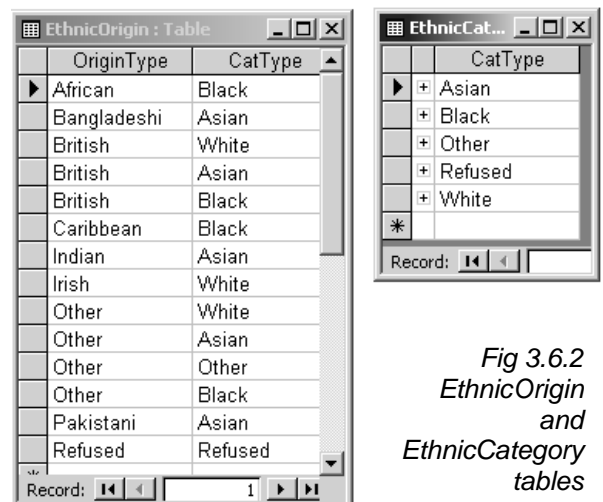 EthnicOrigin : Table
OriginType CatType
African Black
Bangladeshi Asian
British White
British Asian
British Black
Caribbean Black
Indian Asian
Irish White
Other White
Other Asian
Other Other
Other Black
Pakistani Asian
Refused Refused
Record: 1
EthnicCat...
CatType
Asian
Black
Other
Refused
White
Record:
Fig 3.6.2
EthnicOrigin
and
EthnicCategory
tables